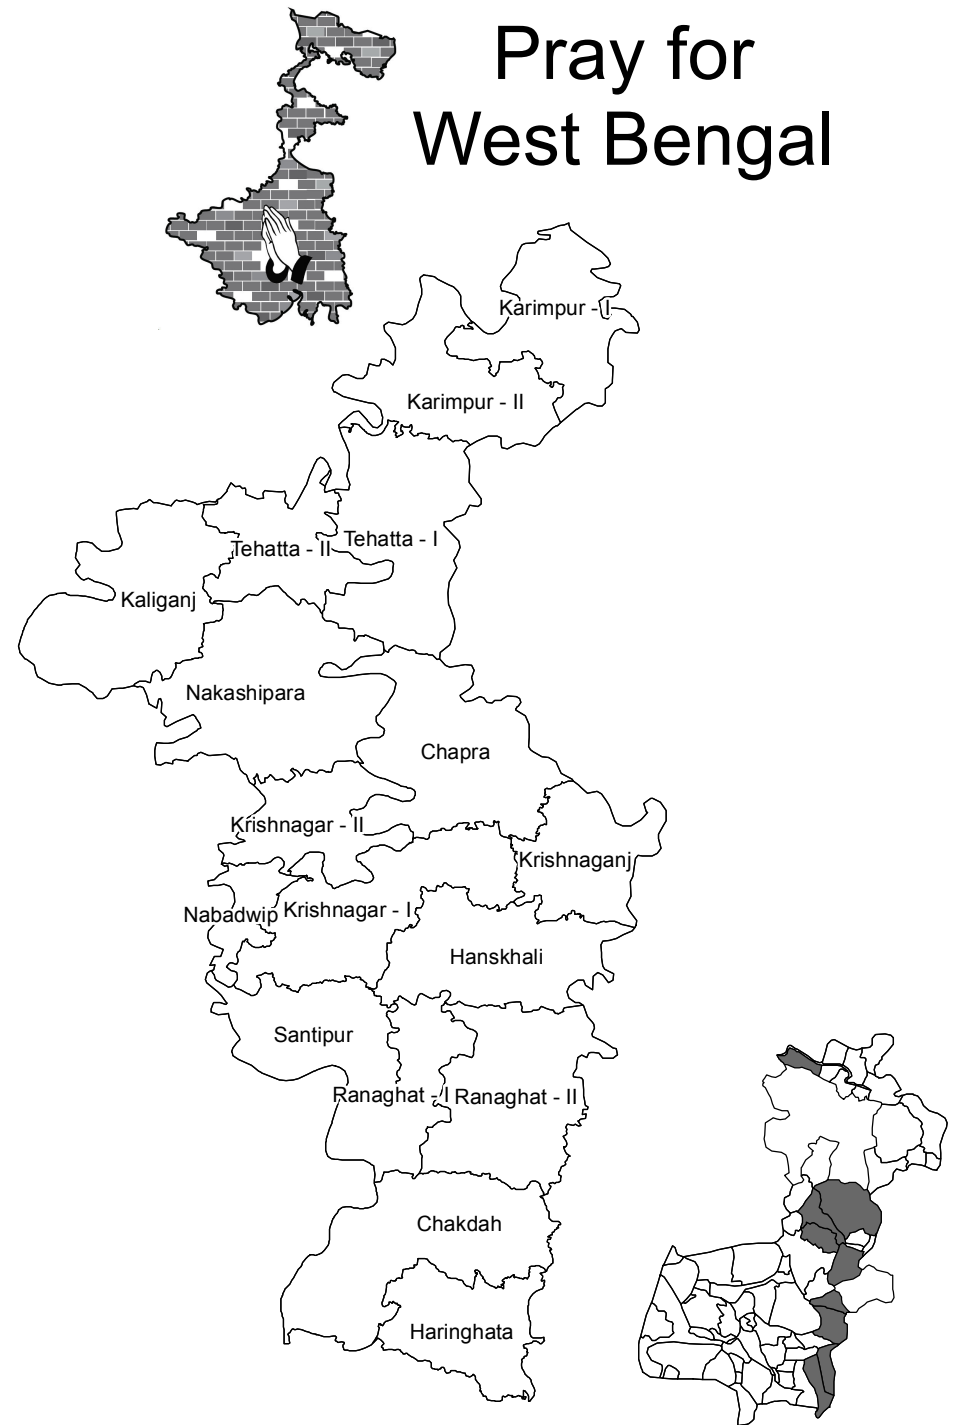 Pray for
West Bengal
Karimpur - I
Karimpur - II
Tehatta - I
Tehatta - II
Kaliganj
Nakashipara
Chapra
Krishnagar - II
Krishnaganj
Nabadwip
Krishnagar - I
Hanskhali
Santipur
Ranaghat - I
Ranaghat - II
Chakdah
Haringhata